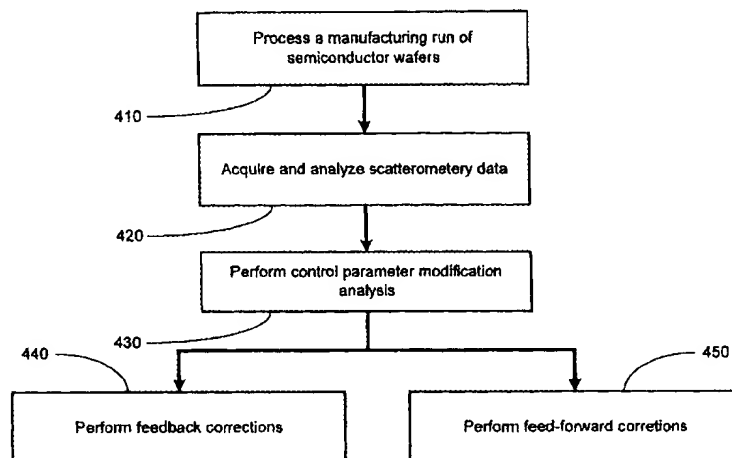 Process a manufacturing run of
semiconductor wafers
410
Acquire and analyze scatterometery data
420
Perform control parameter modification
analysis
430
440
450
Perform feedback corrections
Perform feed-forward corretions